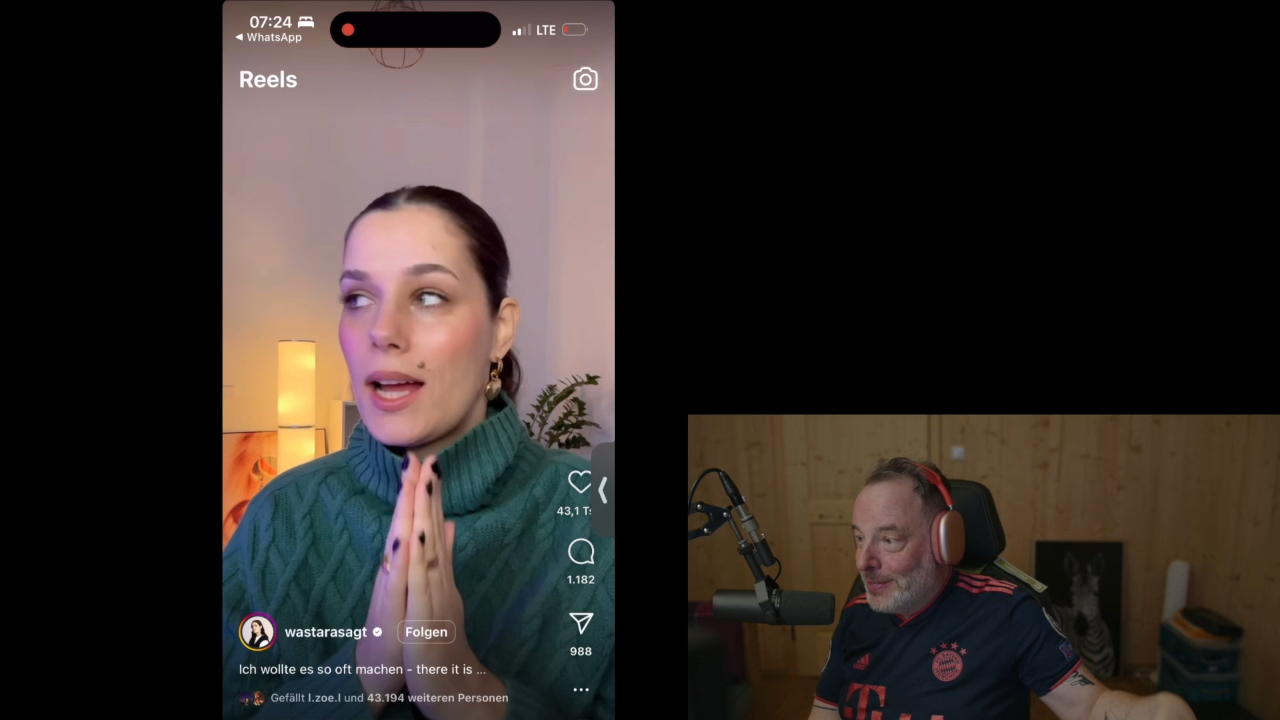 07:24
LTE
◀ WhatsApp
Reels
43,1 T
1.182
wastarasagt
Folgen
988
Ich wollte es so oft machen - there it is ...
Gefällt l.zoe.l und 43.194 weiteren Personen